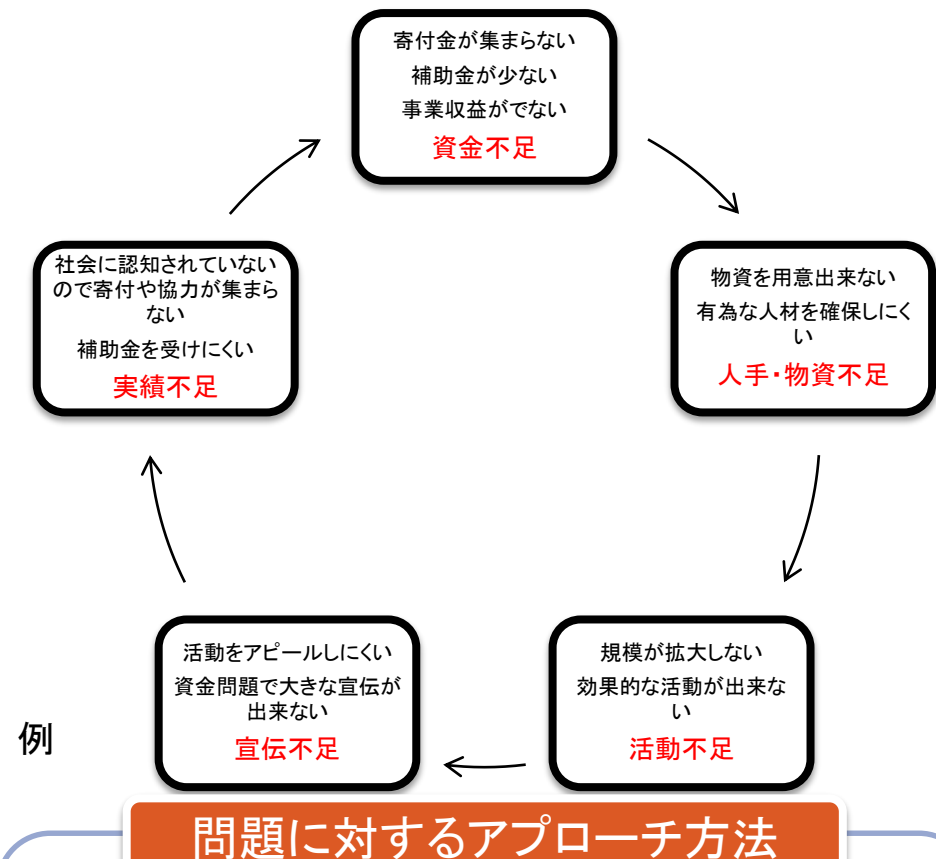 寄付金が集まらない
補助金が少ない
事業収益がでない
資金不足
物資を用意出来ない
有為な人材を確保しにく
い
人手・物資不足
規模が拡大しない
効果的な活動が出来な
い
活動不足
活動をアピールしにくい
資金問題で大きな宣伝が
出来ない
宣伝不足
社会に認知されていない
ので寄付や協力が集まら
ない
補助金を受けにくい
実績不足
例
問題に対するアプローチ方法